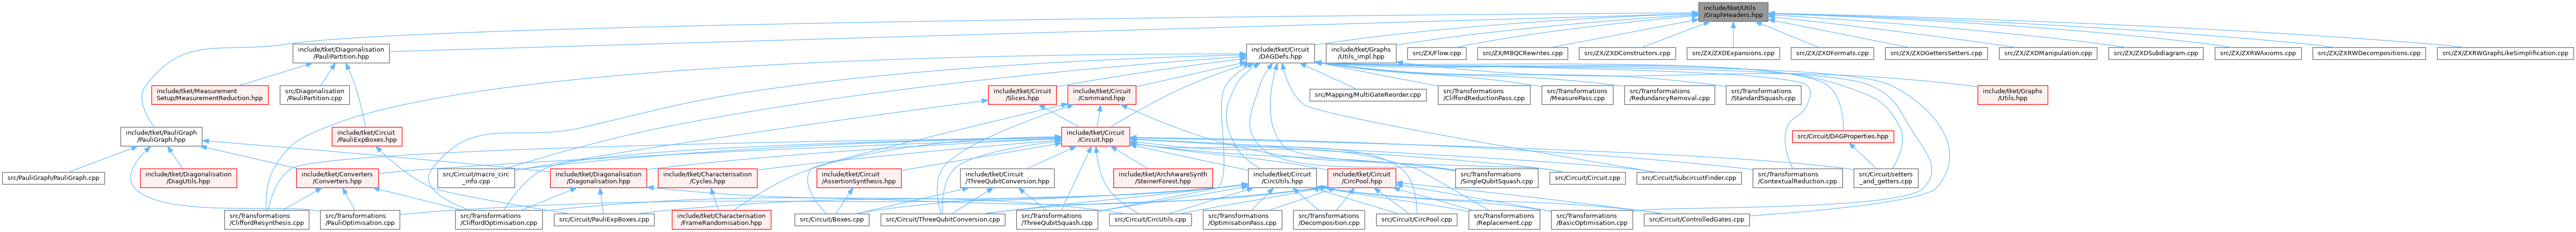 include/tket/Utils
/GraphHeaders.hpp
include/tket/Diagonalisation
/PauliPartition.hpp
include/tket/Circuit
/DAGDefs.hpp
include/tket/Graphs
/Utils_impl.hpp
src/ZX/Flow.cpp
src/ZX/MBQCRewrites.cpp
src/ZX/ZXDConstructors.cpp
src/ZX/ZXDExpansions.cpp
src/ZX/ZXDFormats.cpp
src/ZX/ZXDGettersSetters.cpp
src/ZX/ZXDManipulation.cpp
src/ZX/ZXDSubdiagram.cpp
src/ZX/ZXRWAxioms.cpp
src/ZX/ZXRWDecompositions.cpp
src/ZX/ZXRWGraphLikeSimplification.cpp
include/tket/Measurement
Setup/MeasurementReduction.hpp
src/Diagonalisation
/PauliPartition.cpp
include/tket/Circuit
/Slices.hpp
include/tket/Circuit
/Command.hpp
src/Mapping/MultiGateReorder.cpp
src/Transformations
/CliffordReductionPass.cpp
src/Transformations
/MeasurePass.cpp
src/Transformations
/RedundancyRemoval.cpp
src/Transformations
/StandardSquash.cpp
include/tket/Graphs
/Utils.hpp
include/tket/PauliGraph
/PauliGraph.hpp
include/tket/Circuit
/PauliExpBoxes.hpp
include/tket/Circuit
/Circuit.hpp
src/Circuit/DAGProperties.hpp
src/PauliGraph/PauliGraph.cpp
include/tket/Diagonalisation
/DiagUtils.hpp
include/tket/Converters
/Converters.hpp
src/Circuit/macro_circ
_info.cpp
include/tket/Diagonalisation
/Diagonalisation.hpp
include/tket/Characterisation
/Cycles.hpp
include/tket/Circuit
/AssertionSynthesis.hpp
include/tket/Circuit
/ThreeQubitConversion.hpp
include/tket/ArchAwareSynth
/SteinerForest.hpp
include/tket/Circuit
/CircUtils.hpp
include/tket/Circuit
/CircPool.hpp
src/Transformations
/SingleQubitSquash.cpp
src/Circuit/Circuit.cpp
src/Circuit/SubcircuitFinder.cpp
src/Transformations
/ContextualReduction.cpp
src/Circuit/setters
_and_getters.cpp
src/Transformations
/CliffordResynthesis.cpp
src/Transformations
/PauliOptimisation.cpp
src/Transformations
/CliffordOptimisation.cpp
src/Circuit/PauliExpBoxes.cpp
include/tket/Characterisation
/FrameRandomisation.hpp
src/Circuit/Boxes.cpp
src/Circuit/ThreeQubitConversion.cpp
src/Transformations
/ThreeQubitSquash.cpp
src/Circuit/CircUtils.cpp
src/Transformations
/OptimisationPass.cpp
src/Transformations
/Decomposition.cpp
src/Circuit/CircPool.cpp
src/Transformations
/Replacement.cpp
src/Transformations
/BasicOptimisation.cpp
src/Circuit/ControlledGates.cpp